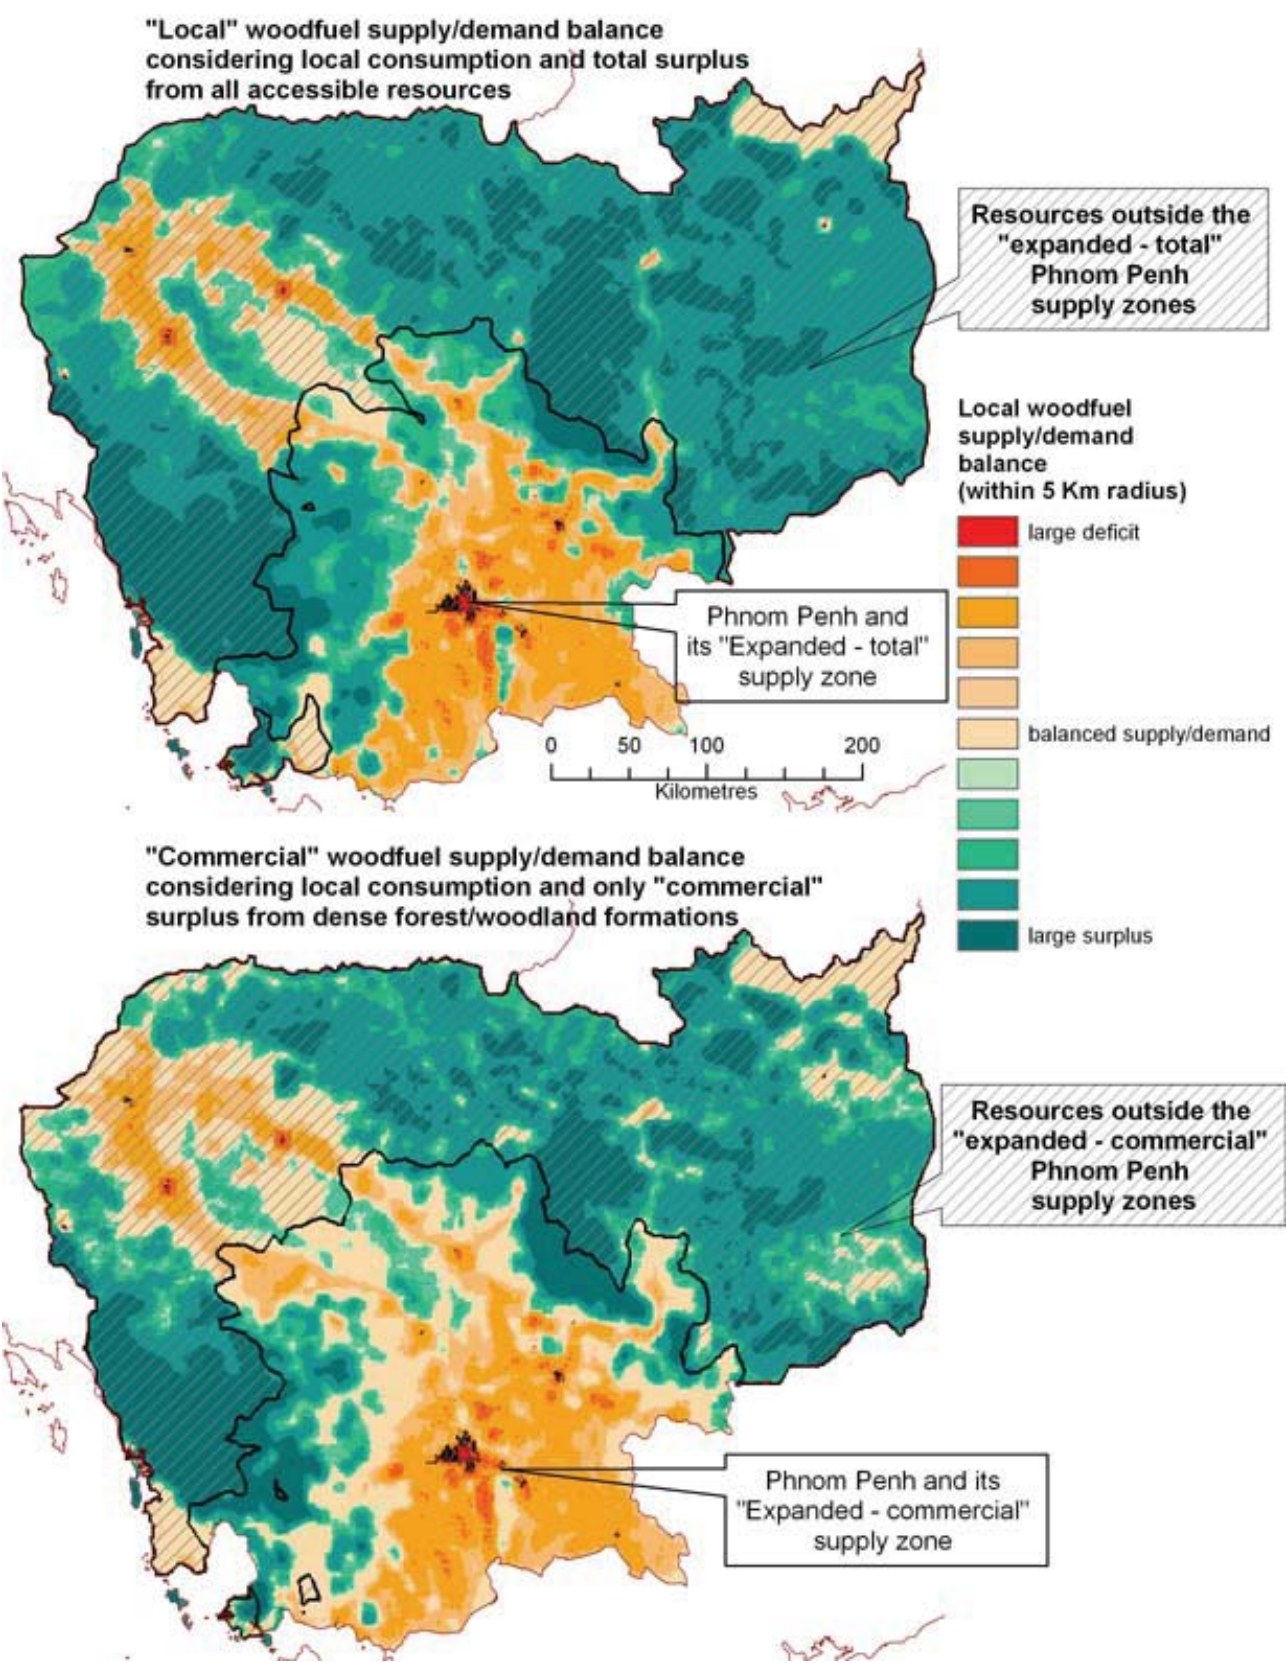 "Local" woodfuel supply/demand balance
considering local consumption and total surplus
from all accessible resources
Resources outside the
"expanded - total"
Phnom Penh
supply zones
Local woodfuel
supply/demand
balance
(within 5 Km radius)
large deficit
balanced supply/demand
large surplus
Phnom Penh and
its "Expanded - total"
supply zone
0 50 100 200
Kilometres
"Commercial" woodfuel supply/demand balance
considering local consumption and only "commercial"
surplus from dense forest/woodland formations
Resources outside the
"expanded - commercial"
Phnom Penh
supply zones
Phnom Penh and its
"Expanded - commercial"
supply zone